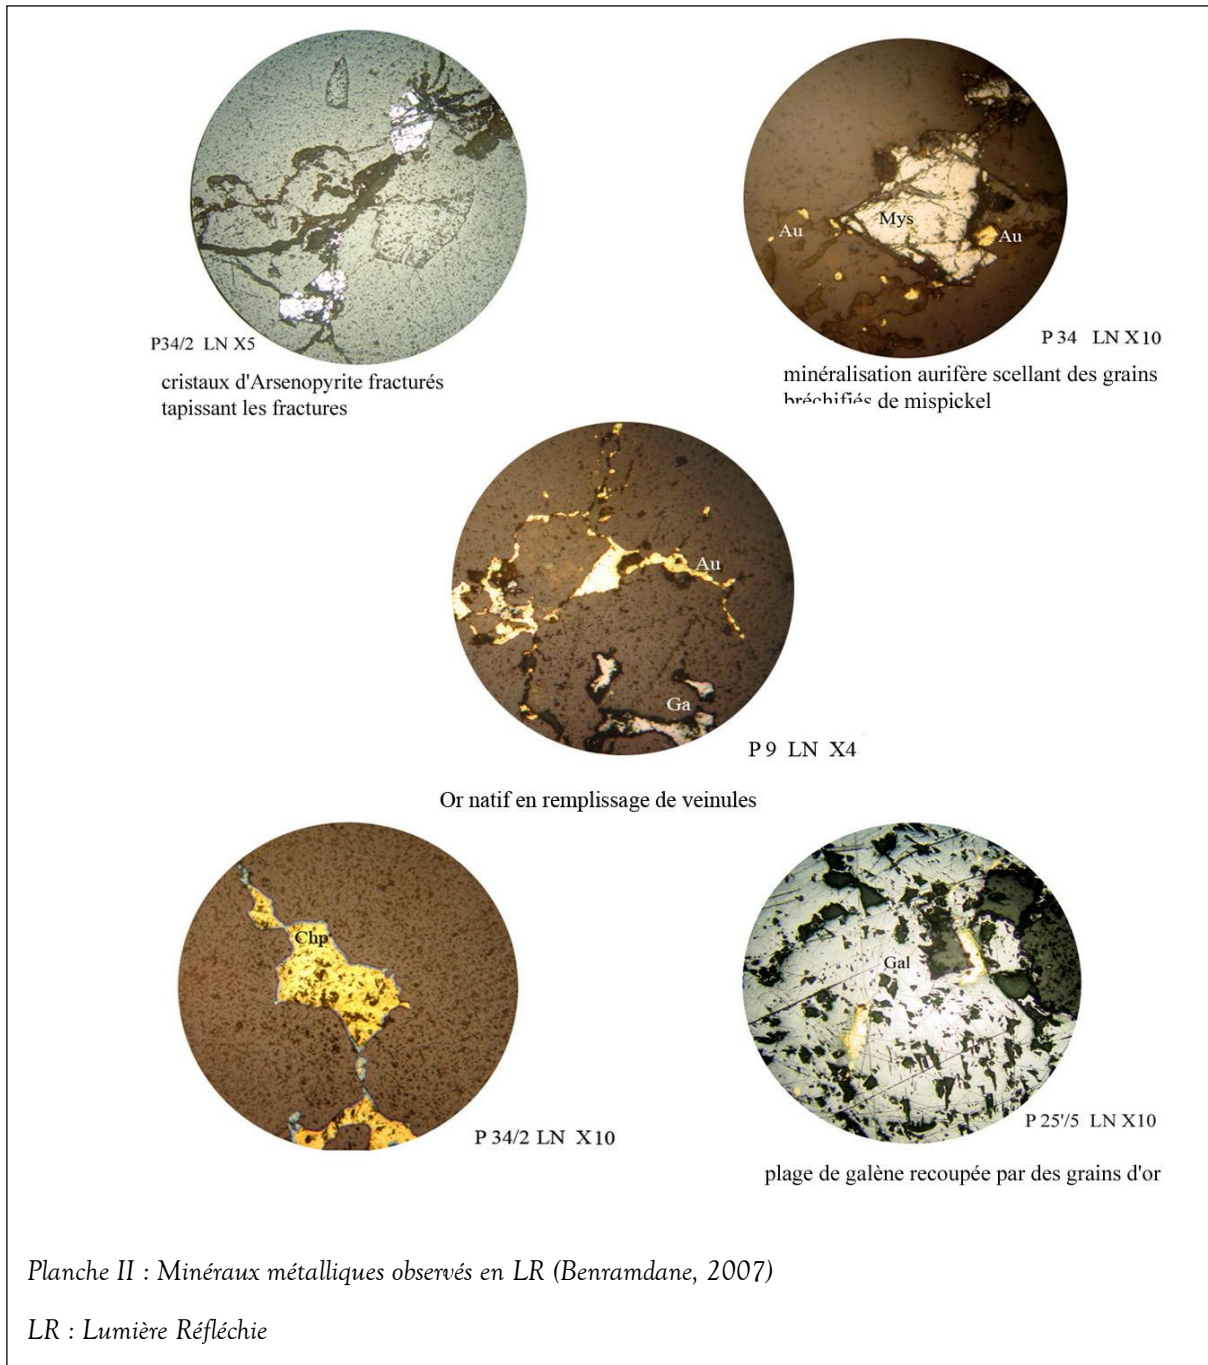 P34/2 LN X5
cristaux d'Arsenopyrite fracturés
tapissant les fractures
Mys
Au
Au
P 34 LN X10
minéralisation aurifère scellant des grains
bréchifiés de mispickel
Au
Ga
P 9 LN X4
Or natif en remplissage de veinules
Chp
P 34/2 LN X10
Gal
P 25'/5 LN X10
plage de galène recoupée par des grains d'or
Planche II : Minéraux métalliques observés en LR (Benramdane, 2007)
LR : Lumière Réfléchie